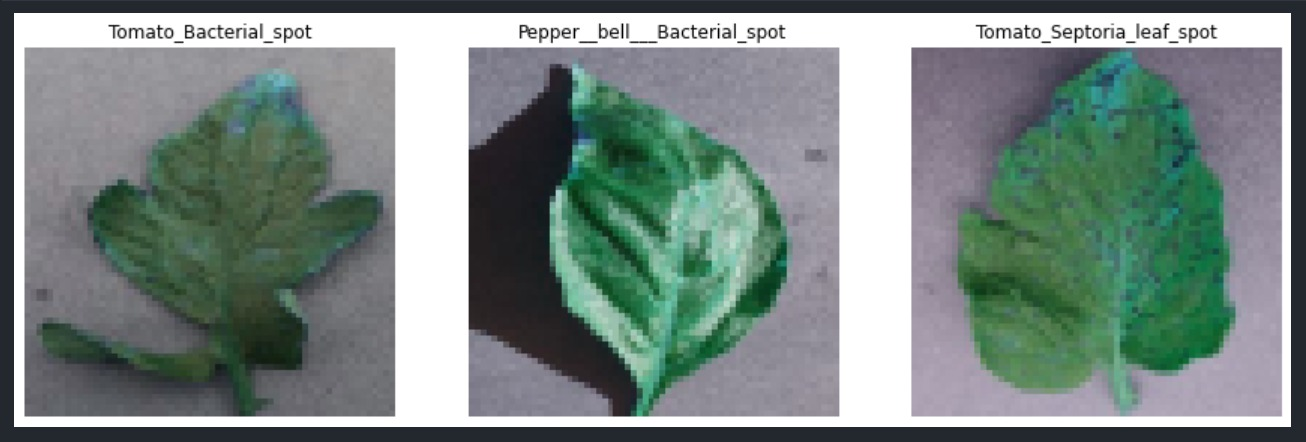 Tomato_Bacterial_spot
Pepper__bell___Bacterial_spot
Tomato_Septoria_leaf_spot